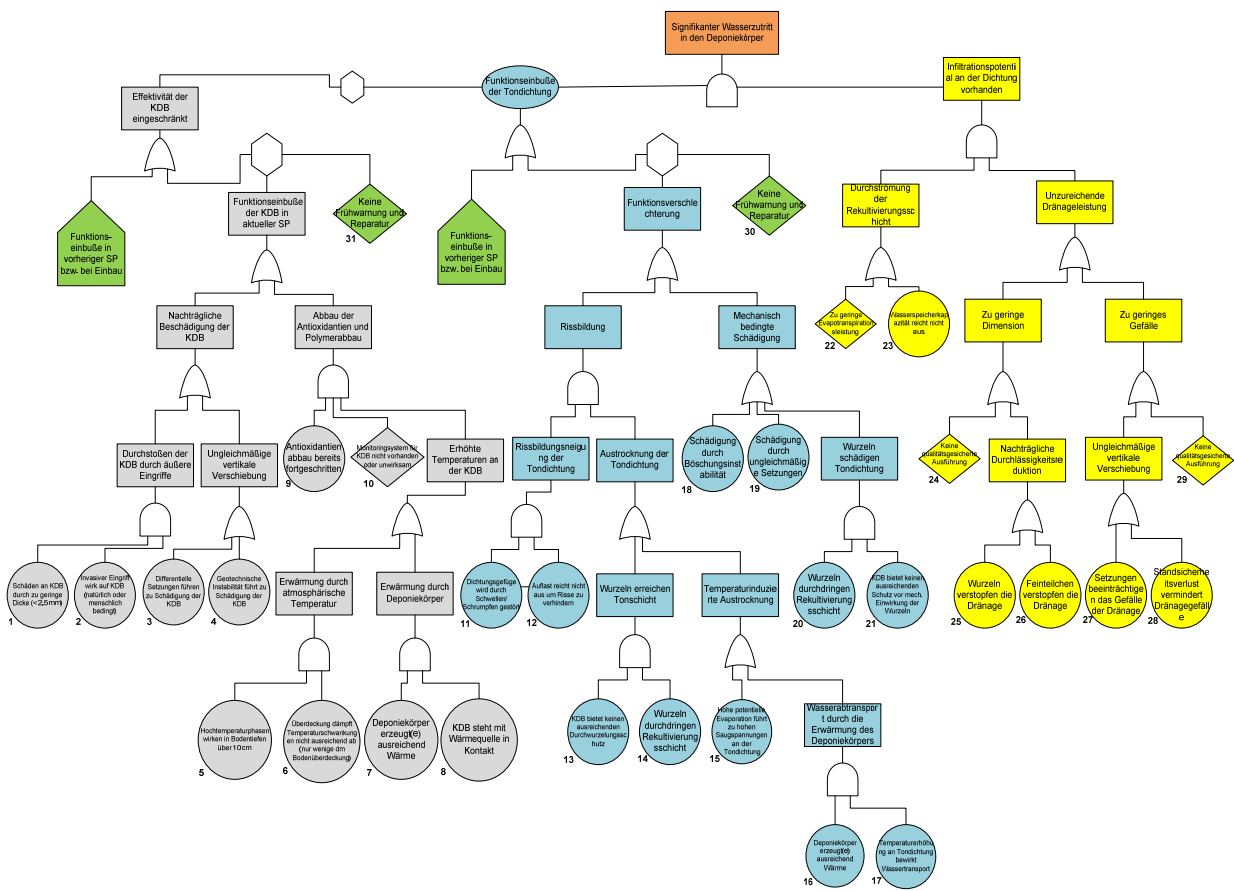 Signifikanter Wasserzutritt
in den Deponiekörper
Effektivität der
KDB
eingeschränkt
Funktionseinbuße
der Tondichtung
Infiltrationspotenti
al an der Dichtung
vorhanden
Funktions-
einbuße in
vorheriger SP
bzw. bei Einbau
Funktionseinbuße
der KDB in
aktueller SP
Keine
Frühwarnung und
Reparatur
31
Funktions-
einbuße in
vorheriger SP
bzw. bei Einbau
Funktionsverschle
chterung
Keine
Frühwarnung und
Reparatur
30
Durchströmung
der
Rekultivierungssc
hicht
Unzureichende
Dränageleistung
Nachträgliche
Beschädigung der
KDB
Abbau der
Antioxidantien und
Polymerabbau
Rissbildung
Mechanisch
bedingte
Schädigung
Zu geringe
Evapotranspirations
sleistung
22
Wasserspeicherkap
azität reicht nicht
aus
23
Zu geringe
Dimension
Zu geringes
Gefälle
Durchstoßen der
KDB durch äußere
Eingriffe
Ungleichmäßige
vertikale
Verschiebung
Antioxidantien
abbau bereits
fortgeschritten
9
Monitoringsystem für
KDB nicht vorhanden
oder unwirksam
10
Erhöhte
Temperaturen an
der KDB
Rissbildungsneigu
ng der
Tondichtung
Austrocknung der
Tondichtung
Schädigung
durch
Böschungsinst
abilität
18
Schädigung
durch
ungleichmäßig
e Setzungen
19
Wurzeln
schädigen
Tondichtung
Keine
qualitätsgesicherte
Ausführung
24
Nachträgliche
Durchlässigkeitsre
duktion
Ungleichmäßige
vertikale
Verschiebung
Keine
qualitätsgesicherte
Ausführung
29
Schäden an KDB
durch zu geringe
Dicke (<2,5mm)
1
Invasiver Eingriff
wirkt auf KDB
(natürlich oder
menschlich
bedingt)
2
Differentielle
Setzungen führen
zu Schädigung der
KDB
3
Geotechnische
Instabilität führt zu
Schädigung der
KDB
4
Erwärmung durch
atmosphärische
Temperatur
Erwärmung durch
Deponiekörper
Dichtungsgefüge
wird durch
Schwellen/
Schrumpfen gestört
11
Auflast reicht nicht
aus um Risse zu
verhindern
12
Wurzeln erreichen
Tonschicht
Temperaturinduzie
rte Austrocknung
Wurzeln
durchdringen
Rekultivierung
sschicht
20
KDB bietet keinen
ausreichenden
Schutz vor mech.
Einwirkung der
Wurzeln
21
Wurzeln
verstopfen die
Dränage
25
Feinteilchen
verstopfen die
Dränage
26
Setzungen
beeinträchtige
n das Gefälle
der Dränage
27
Standsicherhe
itsverlust
vermindert
Dränagegefäll
e
28
Hochtemperaturphasen
wirken in Bodentiefen
über 10cm
5
Überdeckung dämpft
Temperaturschwankung
en nicht ausreichend ab
(nur wenige dm
Bodenüberdeckung)
6
Deponiekörper
erzeugt(e)
ausreichend
Wärme
7
KDB steht mit
Wärmequelle in
Kontakt
8
KDB bietet keinen
ausreichenden
Durchwurzelungssc
hutz
13
Wurzeln
durchdringen
Rekultivierung
sschicht
14
Hohe potentielle
Evaporation führt
zu hohen
Saugspannungen
an der
Tondichtung
15
Wasserabtranspor
t durch die
Erwärmung des
Deponiekörpers
Deponiekörper
erzeugt(e)
ausreichend
Wärme
16
Temperaturerhöhu
ng an Tondichtung
bewirkt
Wassertransport
17